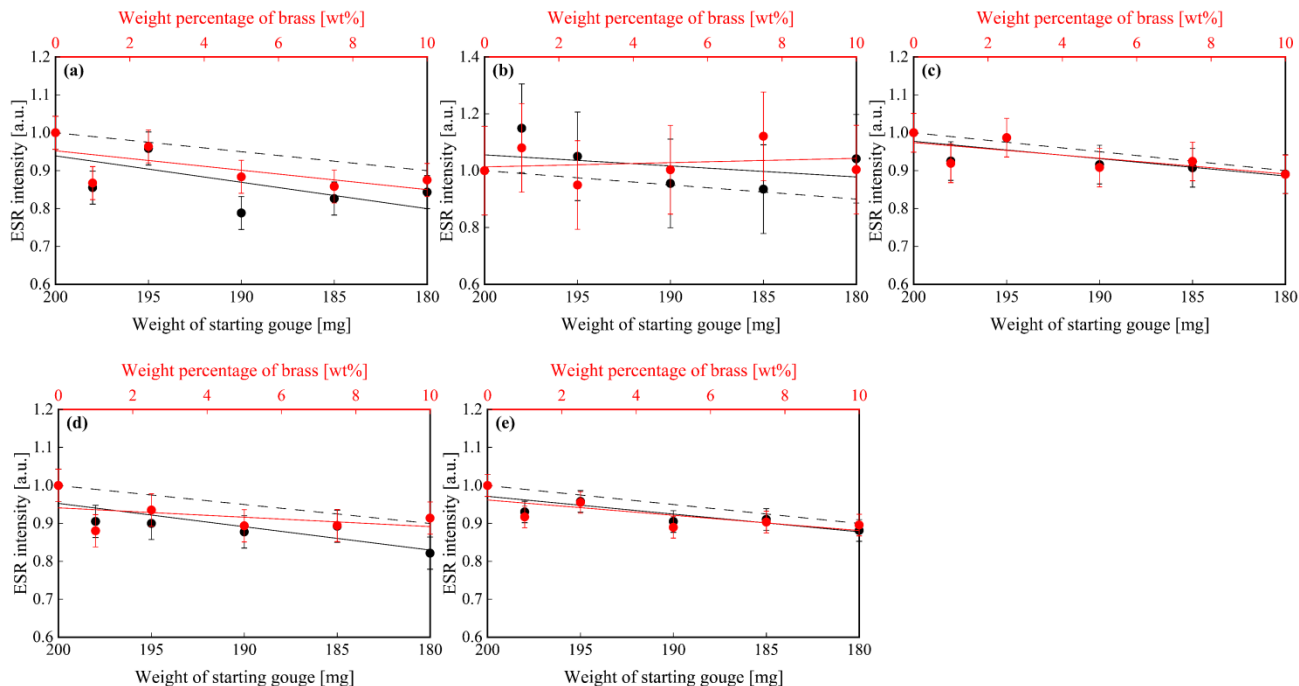 Weight percentage of brass [wt%]
0 2 4 6 8 10
(a)
1.2
1.1
1.0
0.9
0.8
0.7
0.6
ESR intensity [a.u.]
200 195 190 185 180
Weight of starting gouge [mg]
Weight percentage of brass [wt%]
0 2 4 6 8 10
(b)
1.4
1.2
1.0
0.8
0.6
ESR intensity [a.u.]
200 195 190 185 180
Weight of starting gouge [mg]
Weight percentage of brass [wt%]
0 2 4 6 8 10
(c)
1.2
1.1
1.0
0.9
0.8
0.7
0.6
ESR intensity [a.u.]
200 195 190 185 180
Weight of starting gouge [mg]
Weight percentage of brass [wt%]
0 2 4 6 8 10
(d)
1.2
1.1
1.0
0.9
0.8
0.7
0.6
ESR intensity [a.u.]
200 195 190 185 180
Weight of starting gouge [mg]
Weight percentage of brass [wt%]
0 2 4 6 8 10
(e)
1.2
1.1
1.0
0.9
0.8
0.7
0.6
ESR intensity [a.u.]
200 195 190 185 180
Weight of starting gouge [mg]